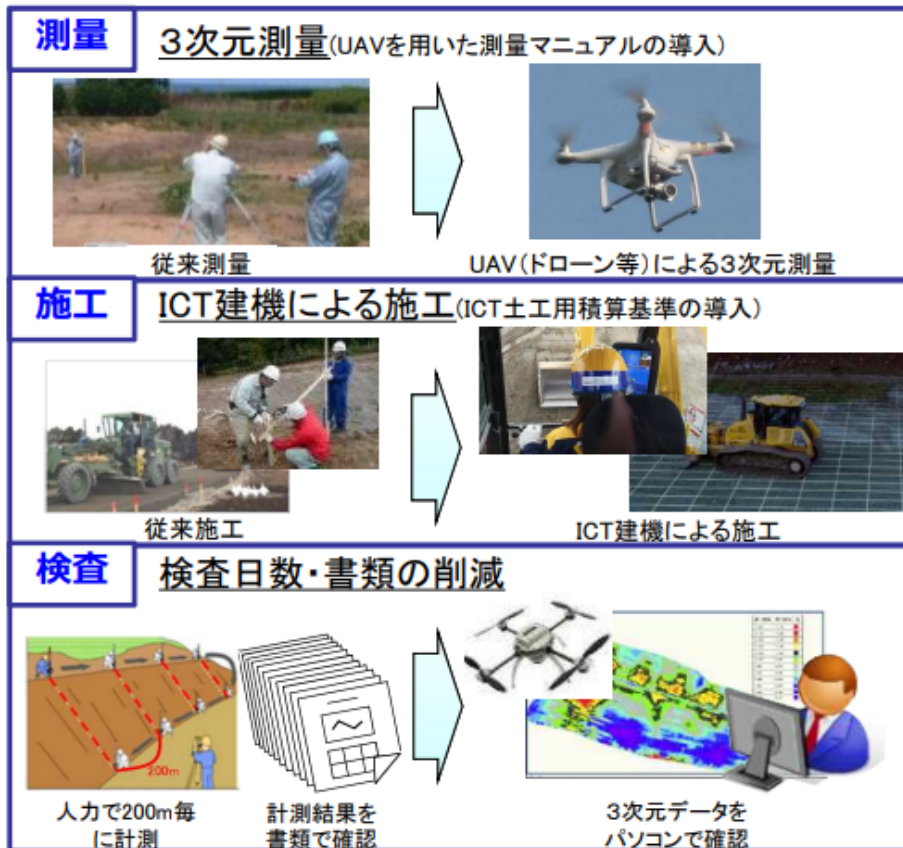 測量
3次元測量(UAVを用いた測量マニュアルの導入)
従来測量
UAV(ドローン等)による3次元測量
施工
ICT建機による施工(ICT土工用積算基準の導入)
従来施工
ICT建機による施工
検査
検査日数・書類の削減
200m
人力で200m毎
に計測
計測結果を
書類で確認
3次元データを
パソコンで確認